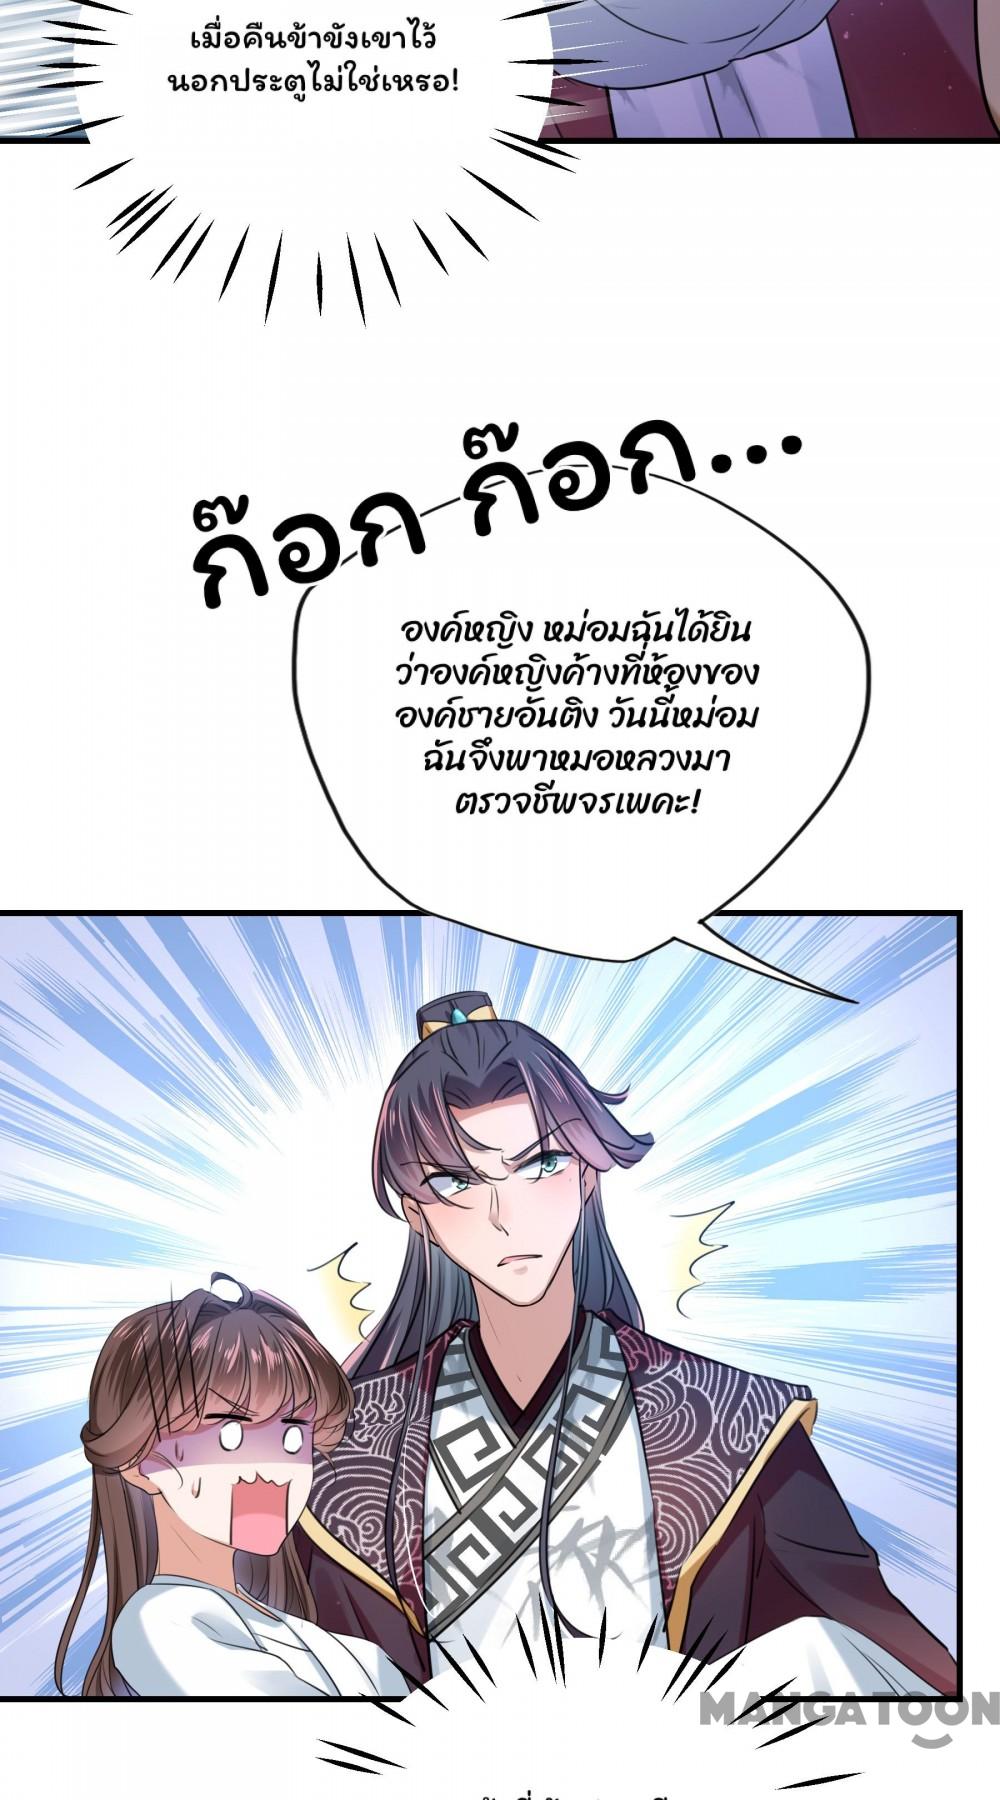 เมื่อคืนข้าขังเขาไว้
นอกประตูไม่ใช่เหรอ!
ก๊อก ก๊อก...
องค์หญิง หม่อมฉันได้ยิน
ว่าองค์หญิงค้างที่ห้องของ
องค์ชายอันติง วันนี้หม่อม
ฉันจึงพาหมอหลวงมา
ตรวจชีพจรเพคะ!
MANGATOON